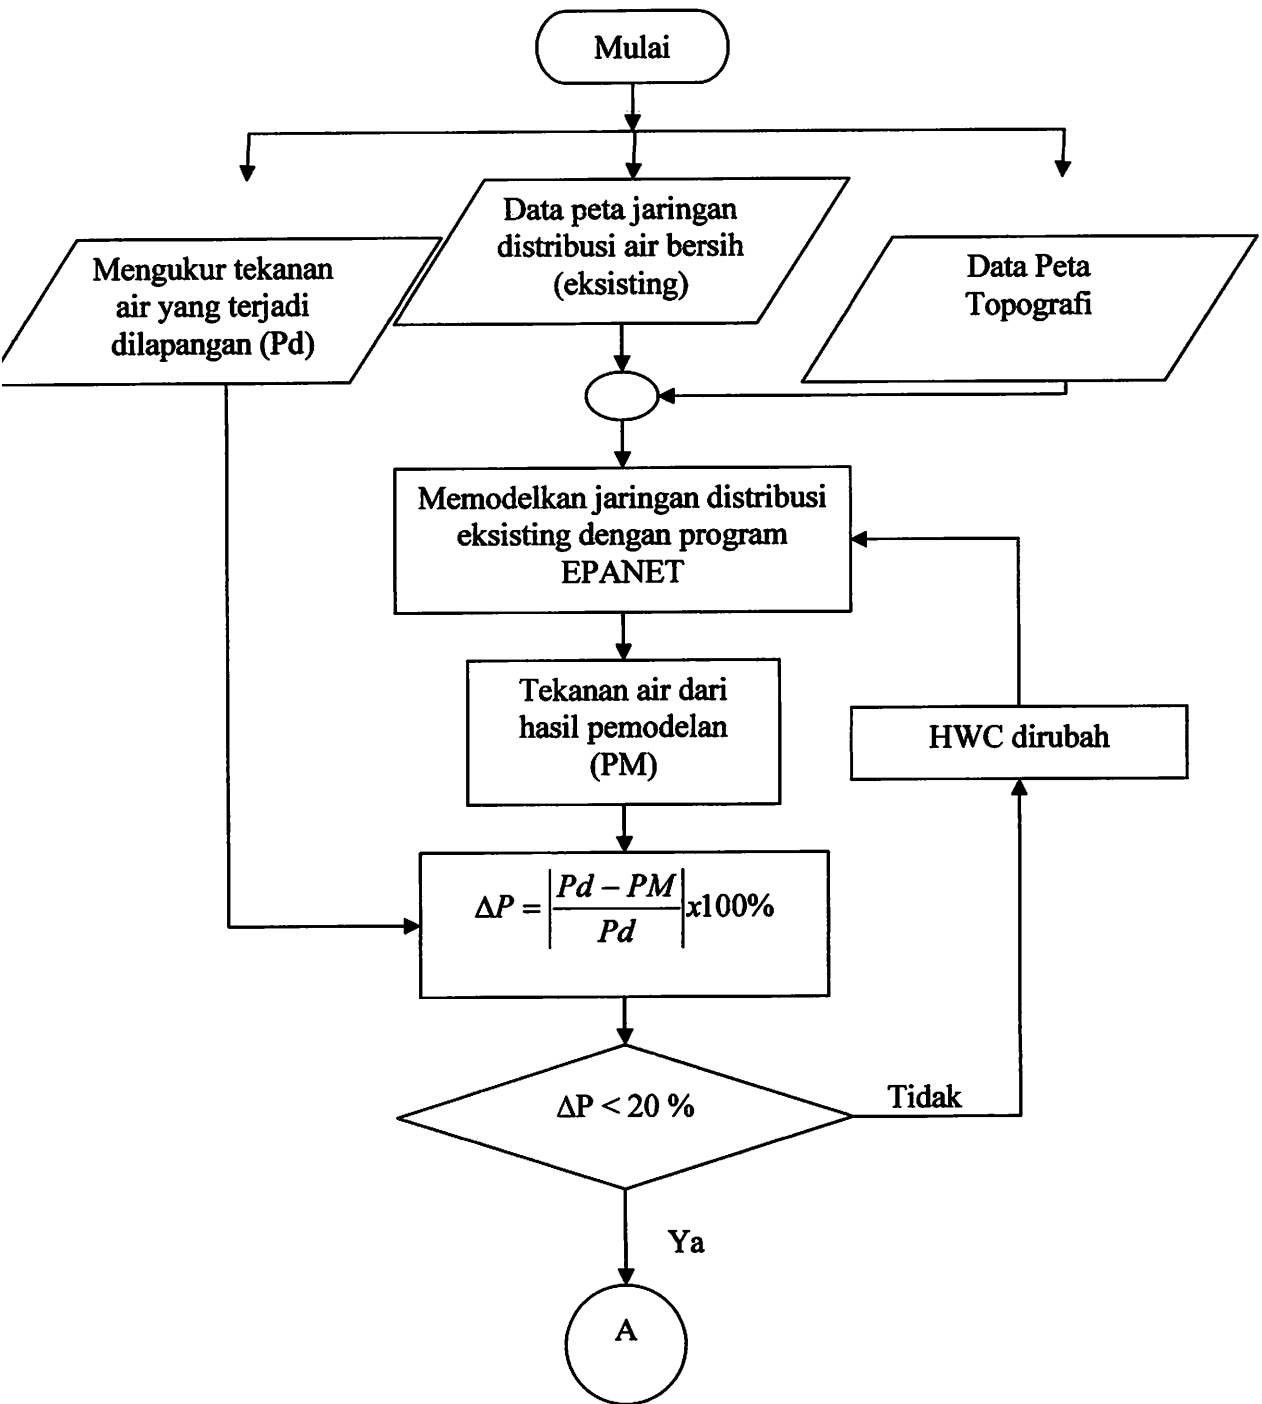 Mulai
Data peta jaringan
distribusi air bersih
(eksisting)
Mengukur tekanan
air yang terjadi
dilapangan (Pd)
Data Peta
Topografi
Memodelkan jaringan distribusi
eksisting dengan program
EPANET
Tekanan air dari
hasil pemodelan
(PM)
HWC dirubah
ΔP = |Pd – PM / Pd| x100%
ΔP < 20 %
Tidak
Ya
A